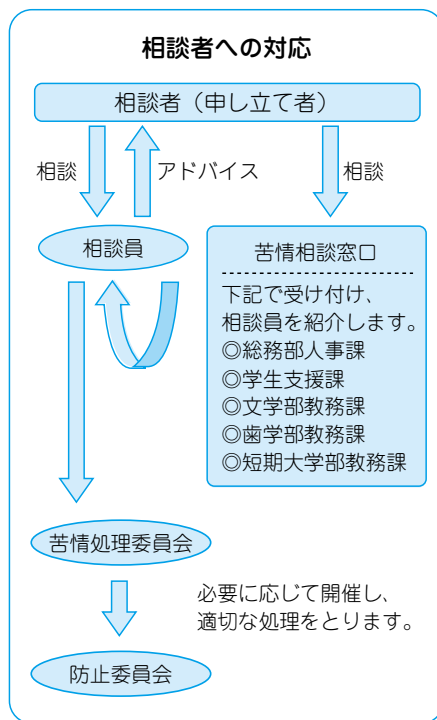 相談者への対応
相談者（申し立て者）
相談
アドバイス
相談
相談員
苦情相談窓口
下記で受け付け、
相談員を紹介します。
◎総務部人事課
◎学生支援課
◎文学部教務課
◎歯学部教務課
◎短期大学部教務課
苦情処理委員会
必要に応じて開催し、
適切な処理をとります。
防止委員会